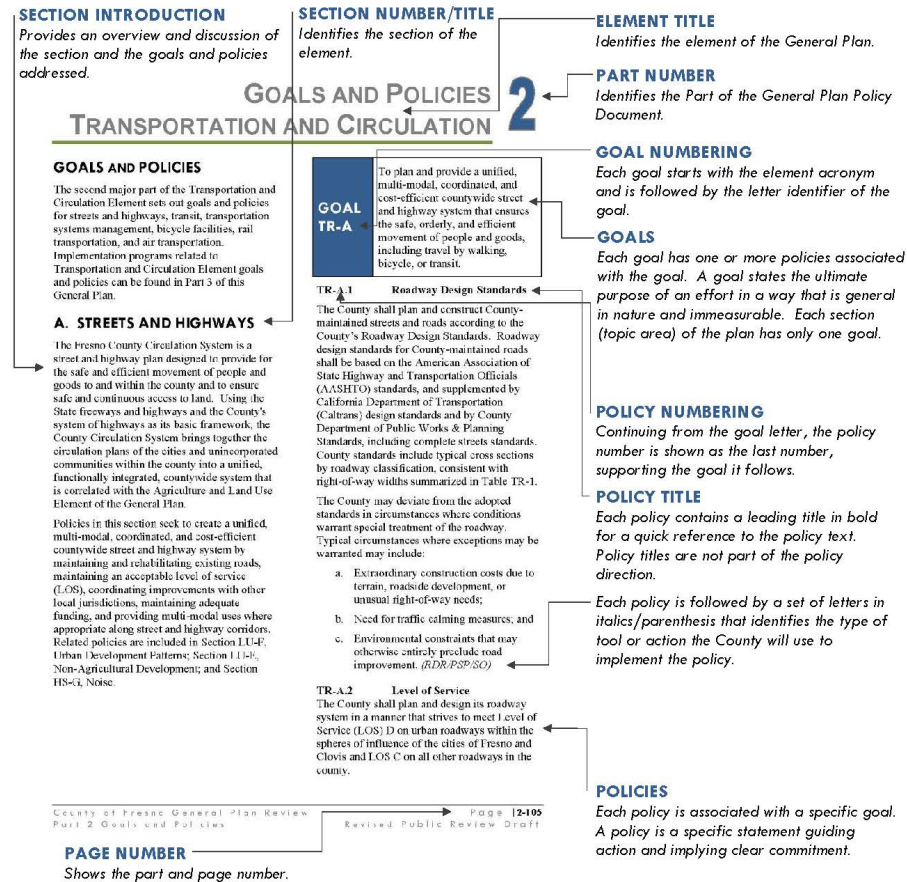 SECTION INTRODUCTION
Provides an overview and discussion of
the section and the goals and policies
addressed.
SECTION NUMBER/TITLE
Identifies the section of the
element.
ELEMENT TITLE
Identifies the element of the General Plan.
PART NUMBER
Identifies the Part of the General Plan Policy
Document.
GOALS AND POLICIES
TRANSPORTATION AND CIRCULATION
2
GOALS AND POLICIES
The second major part of the Transportation and
Circulation Element sets out goals and policies
for streets and highways, transit, transportation
systems management, bicycle facilities, rail
transportation, and air transportation.
Implementation programs related to
Transportation and Circulation Element goals
and policies can be found in Part 3 of this
General Plan.
A. STREETS AND HIGHWAYS
The Fresno County Circulation System is a
street and highway plan designed to provide for
the safe and efficient movement of people and
goods to and within the county and to ensure
safe and continuous access to land. Using the
State freeways and highways and the County's
system of highways as its basic framework, the
County Circulation System brings together the
circulation plans of the cities and unincorporated
communities within the county into a unified,
functionally integrated, countywide system that
is correlated with the Agriculture and Land Use
Element of the General Plan.
Policies in this section seek to create a unified,
multi-modal, coordinated, and cost-efficient
countywide street and highway system by
maintaining and rehabilitating existing roads,
maintaining an acceptable level of service
(LOS), coordinating improvements with other
local jurisdictions, maintaining adequate
funding, and providing multi-modal uses where
appropriate along street and highway corridors.
Related policies are included in Section LU-F,
Urban Development Patterns; Section LU-E,
Non-Agricultural Development; and Section
HS-G, Noise.
GOAL
TR-A
To plan and provide a unified,
multi-modal, coordinated, and
cost-efficient countywide street
and highway system that ensures
the safe, orderly, and efficient
movement of people and goods,
including travel by walking,
bicycle, or transit.
TR-A.1 Roadway Design Standards
The County shall plan and construct County-
maintained streets and roads according to the
County's Roadway Design Standards. Roadway
design standards for County-maintained roads
shall be based on the American Association of
State Highway and Transportation Officials
(AASHTO) standards, and supplemented by
California Department of Transportation
(Caltrans) design standards and by County
Department of Public Works & Planning
Standards, including complete streets standards.
County standards include typical cross sections
by roadway classification, consistent with
right-of-way widths summarized in Table TR-1.
The County may deviate from the adopted
standards in circumstances where conditions
warrant special treatment of the roadway.
Typical circumstances where exceptions may be
warranted may include:
a. Extraordinary construction costs due to
terrain, roadside development, or
unusual right-of-way needs;
b. Need for traffic calming measures; and
c. Environmental constraints that may
otherwise entirely preclude road
improvement. (RDR/PSP/SO)
TR-A.2 Level of Service
The County shall plan and design its roadway
system in a manner that strives to meet Level of
Service (LOS) D on urban roadways within the
spheres of influence of the cities of Fresno and
Clovis and LOS C on all other roadways in the
county.
GOAL NUMBERING
Each goal starts with the element acronym
and is followed by the letter identifier of the
goal.
GOALS
Each goal has one or more policies associated
with the goal. A goal states the ultimate
purpose of an effort in a way that is general
in nature and immeasurable. Each section
(topic area) of the plan has only one goal.
POLICY NUMBERING
Continuing from the goal letter, the policy
number is shown as the last number,
supporting the goal it follows.
POLICY TITLE
Each policy contains a leading title in bold
for a quick reference to the policy text.
Policy titles are not part of the policy
direction.
Each policy is followed by a set of letters in
italics/parenthesis that identifies the type of
tool or action the County will use to
implement the policy.
POLICIES
Each policy is associated with a specific goal.
A policy is a specific statement guiding
action and implying clear commitment.
County of Fresno General Plan Review
Part 2 Goals and Policies
Page |2-105
Revised Public Review Draft
PAGE NUMBER
Shows the part and page number.